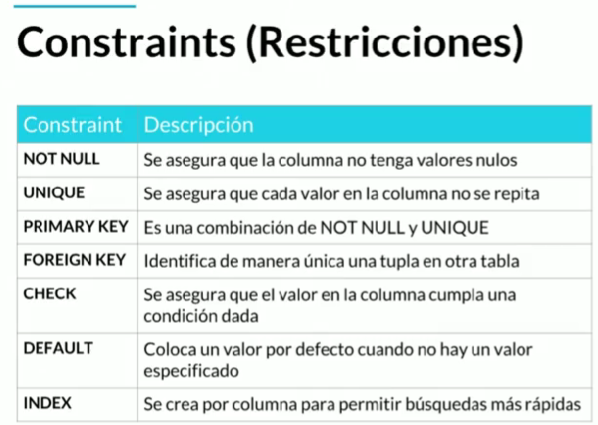 Constraints (Restricciones)
Constraint Descripción
NOT NULL Se asegura que la columna no tenga valores nulos
UNIQUE Se asegura que cada valor en la columna no se repita
PRIMARY KEY Es una combinación de NOT NULL y UNIQUE
FOREIGN KEY Identifica de manera única una tupla en otra tabla
CHECK Se asegura que el valor en la columna cumpla una
condición dada
DEFAULT Coloca un valor por defecto cuando no hay un valor
especificado
INDEX Se crea por columna para permitir búsquedas más rápidas